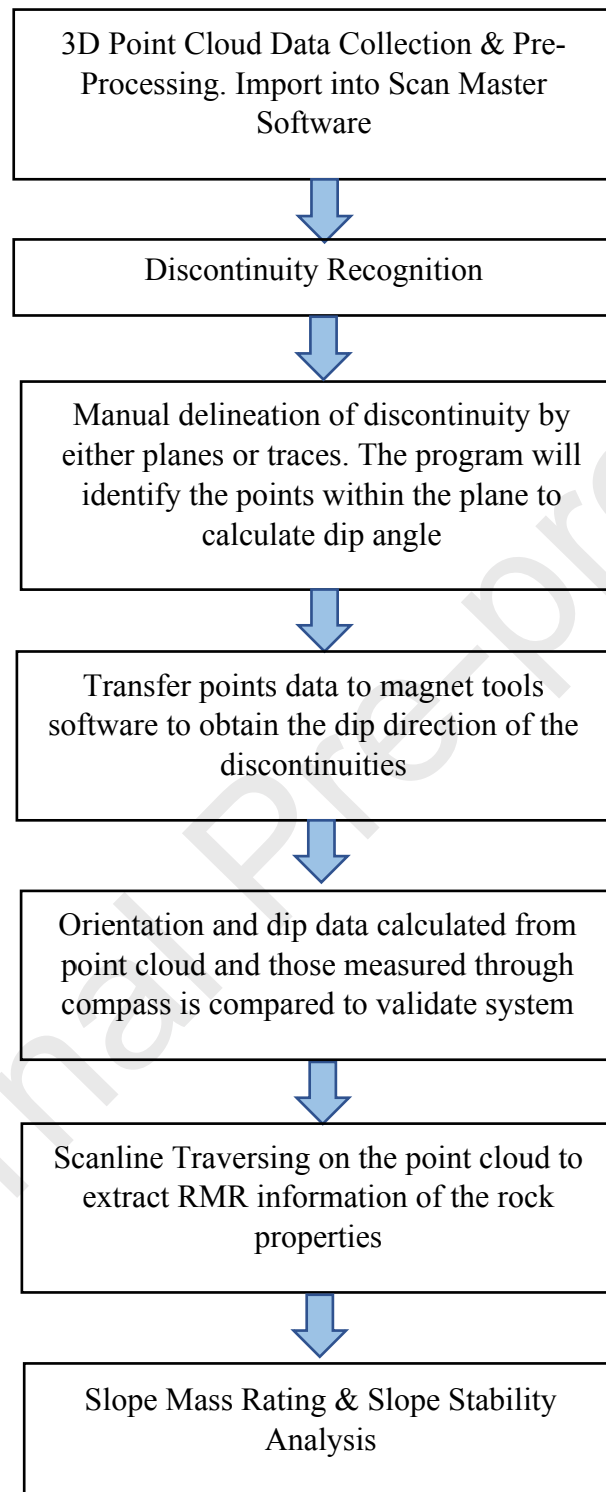 3D Point Cloud Data Collection & Pre-
Processing. Import into Scan Master
Software
Discontinuity Recognition
Manual delineation of discontinuity by
either planes or traces. The program will
identify the points within the plane to
calculate dip angle
Transfer points data to magnet tools
software to obtain the dip direction of the
discontinuities
Orientation and dip data calculated from
point cloud and those measured through
compass is compared to validate system
Scanline Traversing on the point cloud to
extract RMR information of the rock
properties
Slope Mass Rating & Slope Stability
Analysis